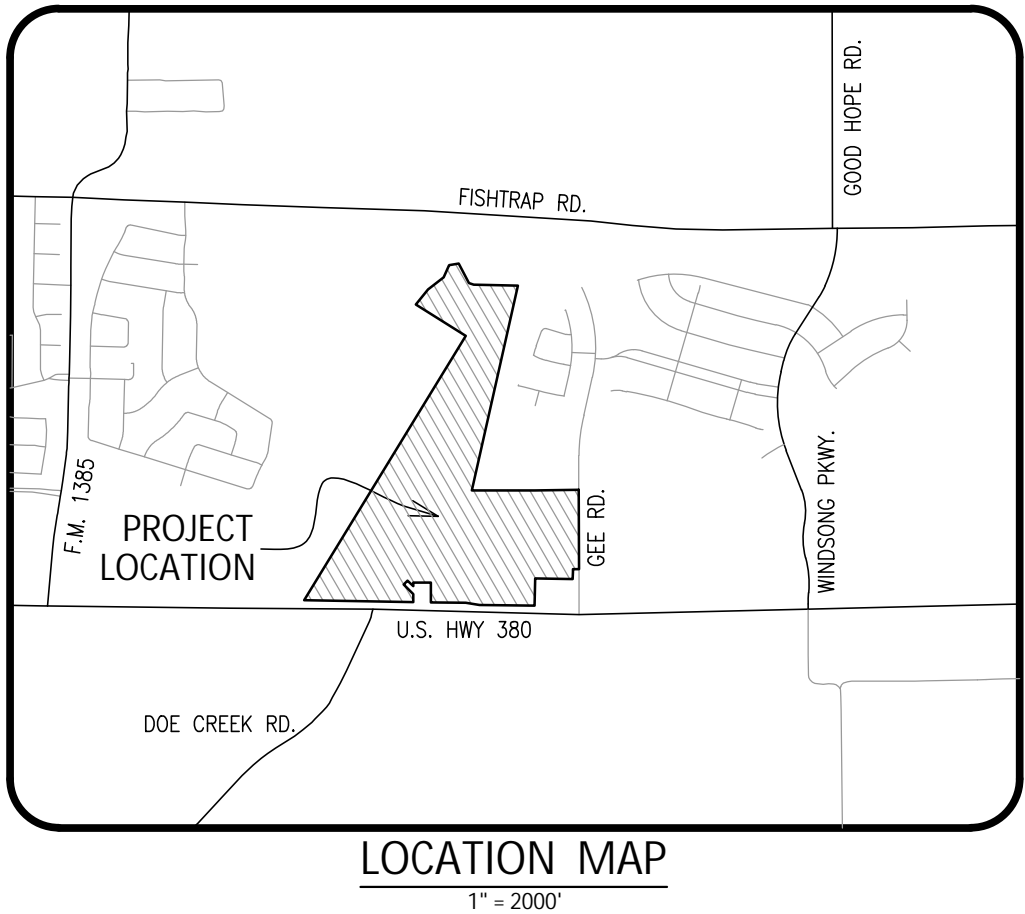 GOOD HOPE RD.
FISHTRAP RD.
F.M. 1385
PROJECT
LOCATION
GEE RD.
WINDSONG PKWY.
U.S. HWY 380
DOE CREEK RD.
LOCATION MAP
1" = 2000'